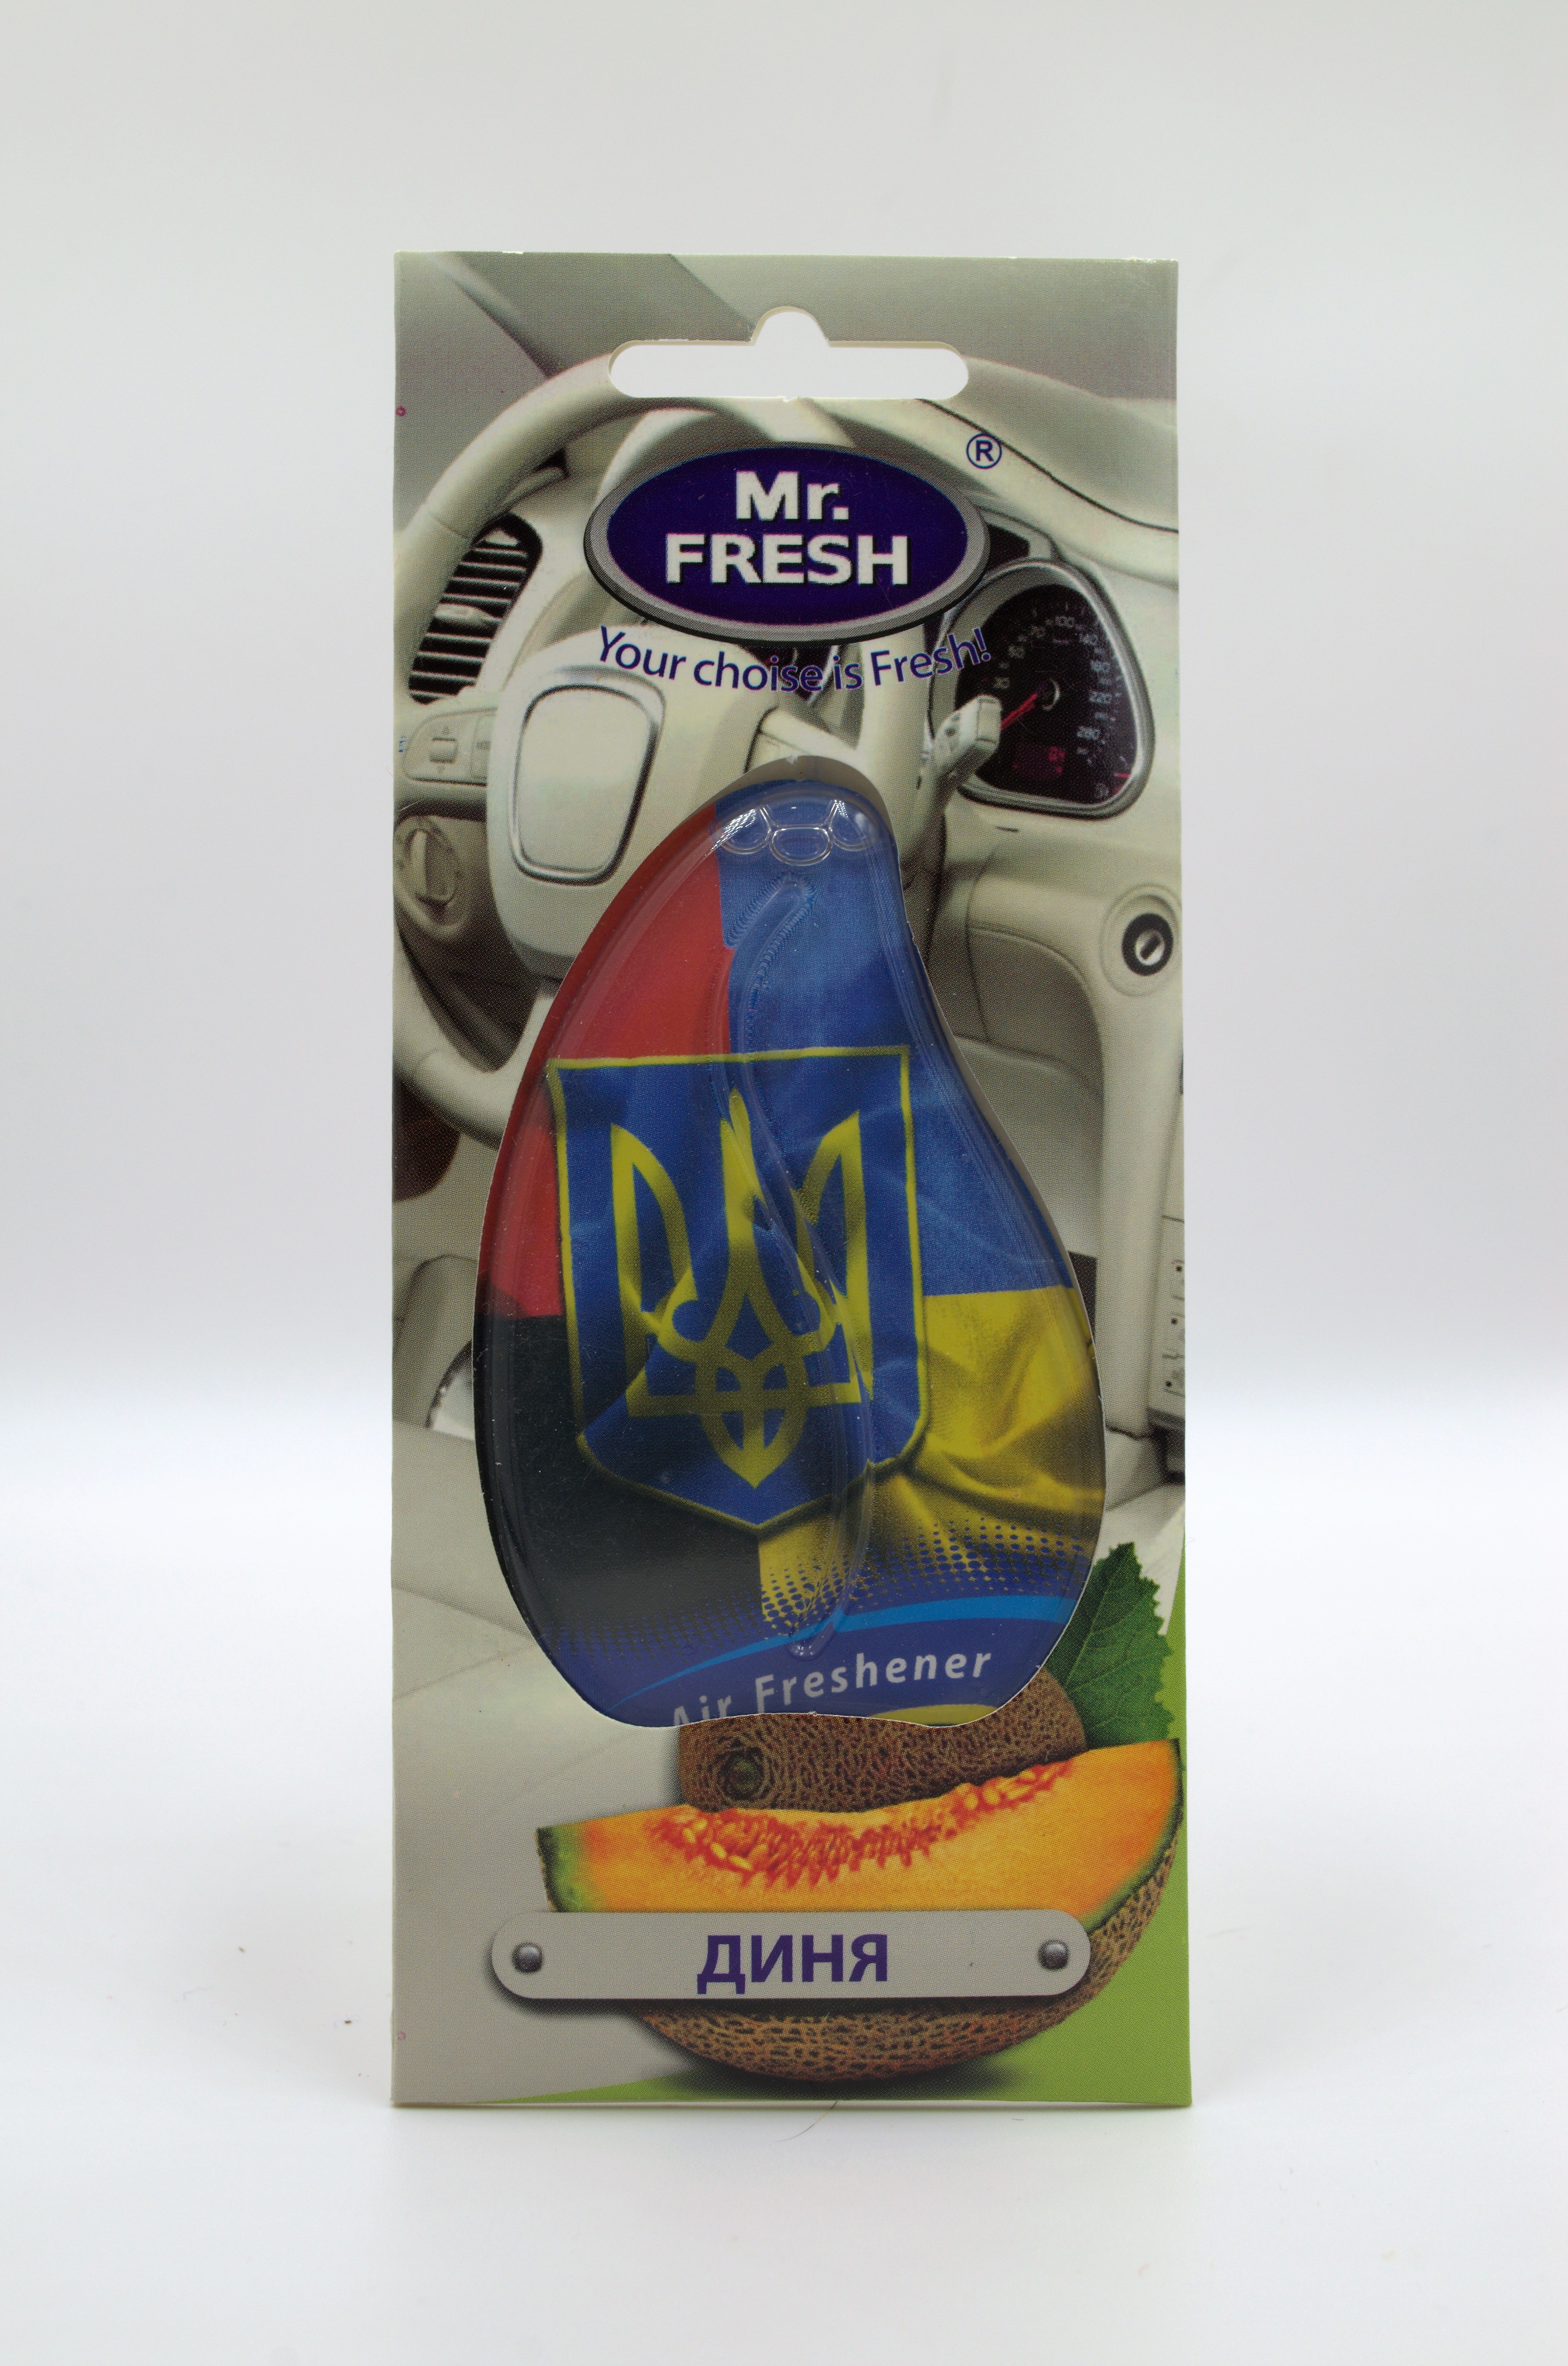 ®
Mr.
FRESH
Your choise is Fresh!
Air Freshener
ДИНЯ